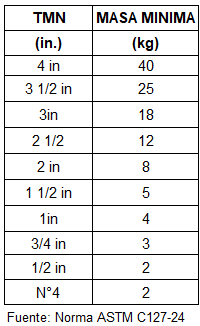 TMN MASA MINIMA
(in.) (kg)
4 in 40
3 1/2 in 25
3in 18
2 1/2 12
2 in 8
1 1/2 in 5
1in 4
3/4 in 3
1/2 in 2
N°4 2
Fuente: Norma ASTM C127-24